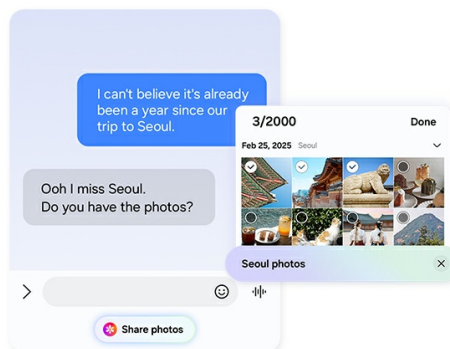 I can't believe it's already
been a year since our
trip to Seoul.
Ooh I miss Seoul.
Do you have the photos?
3/2000 Done
Feb 25, 2025 Seoul
Seoul photos
Share photos